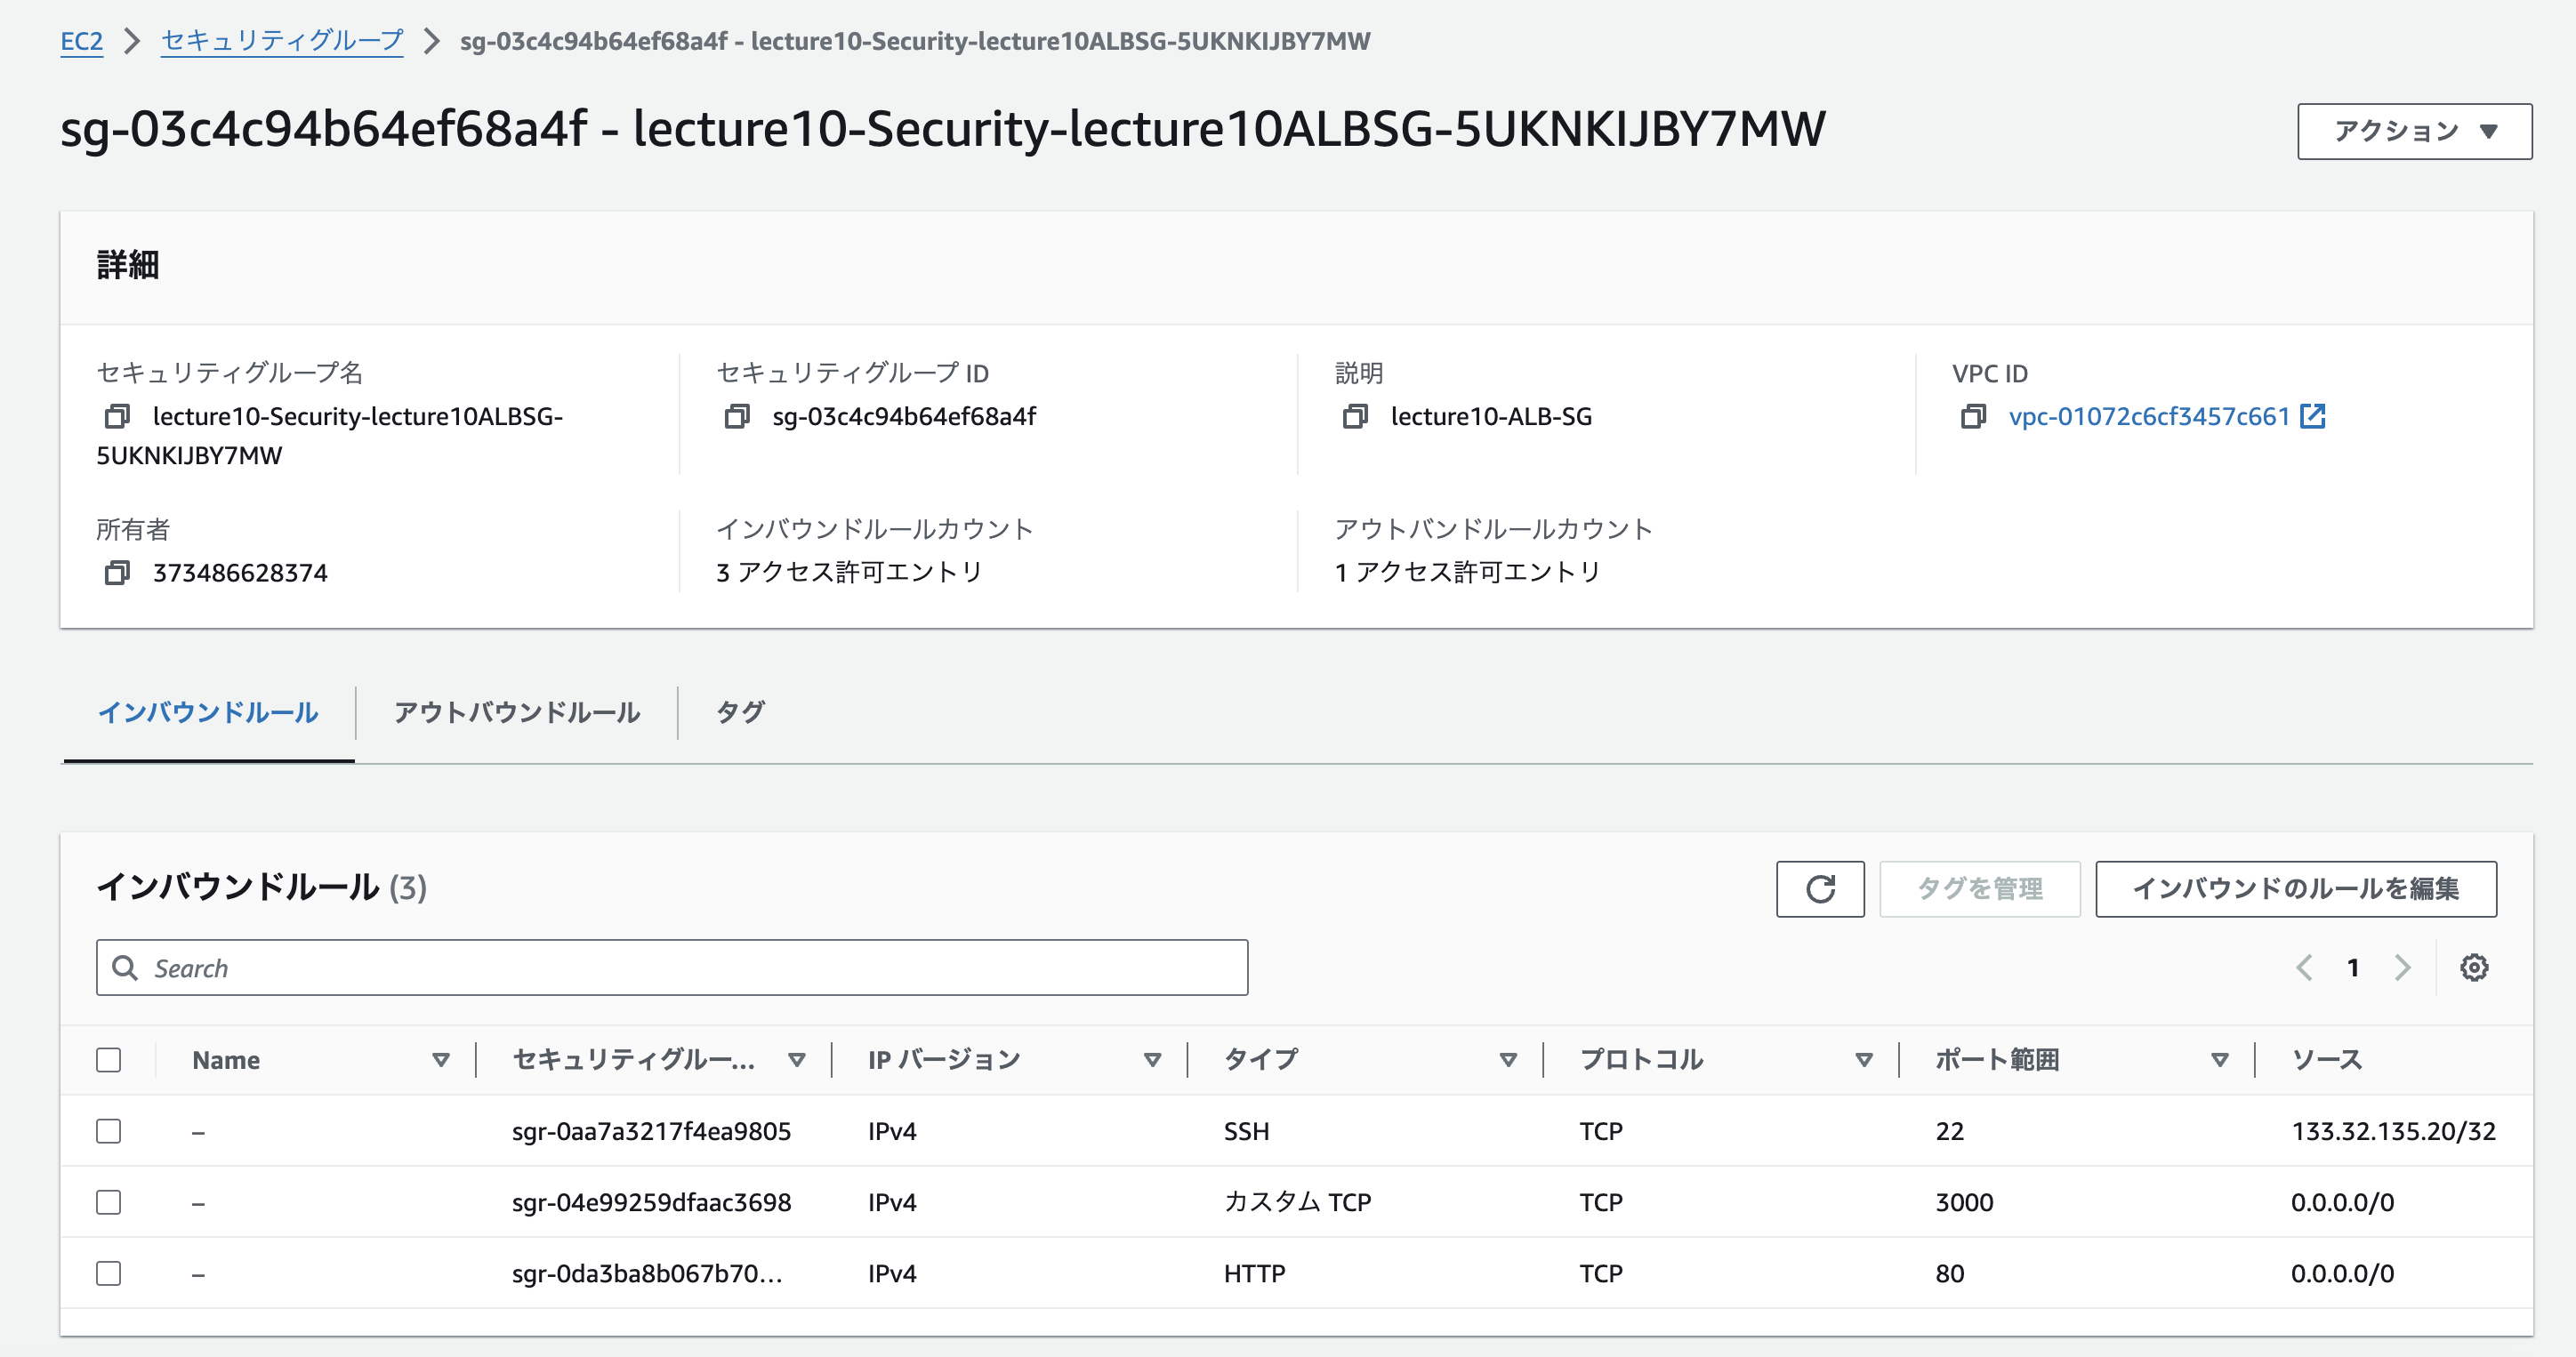 EC2 セキュリティグループ sg-03c4c94b64ef68a4f - lecture10-Security-lecture10ALBSG-5UKNKIJBY7MW
sg-03c4c94b64ef68a4f - lecture10-Security-lecture10ALBSG-5UKNKIJBY7MW アクション
詳細
セキュリティグループ名 セキュリティグループ ID 説明 VPC ID
lecture10-Security-lecture10ALBSG- sg-03c4c94b64ef68a4f lecture10-ALB-SG vpc-01072c6cf3457c661
5UKNKIJBY7MW
所有者 インバウンドルールカウント アウトバンドルールカウント
373486628374 3 アクセス許可エントリ 1 アクセス許可エントリ
インバウンドルール アウトバウンドルール タグ
インバウンドルール (3) タグを管理 インバウンドのルールを編集
Search 1
Name セキュリティグルー... IP バージョン タイプ プロトコル ポート範囲 ソース
– sgr-0aa7a3217f4ea9805 IPv4 SSH TCP 22 133.32.135.20/32
– sgr-04e99259dfaac3698 IPv4 カスタム TCP TCP 3000 0.0.0.0/0
– sgr-0da3ba8b067b70... IPv4 HTTP TCP 80 0.0.0.0/0